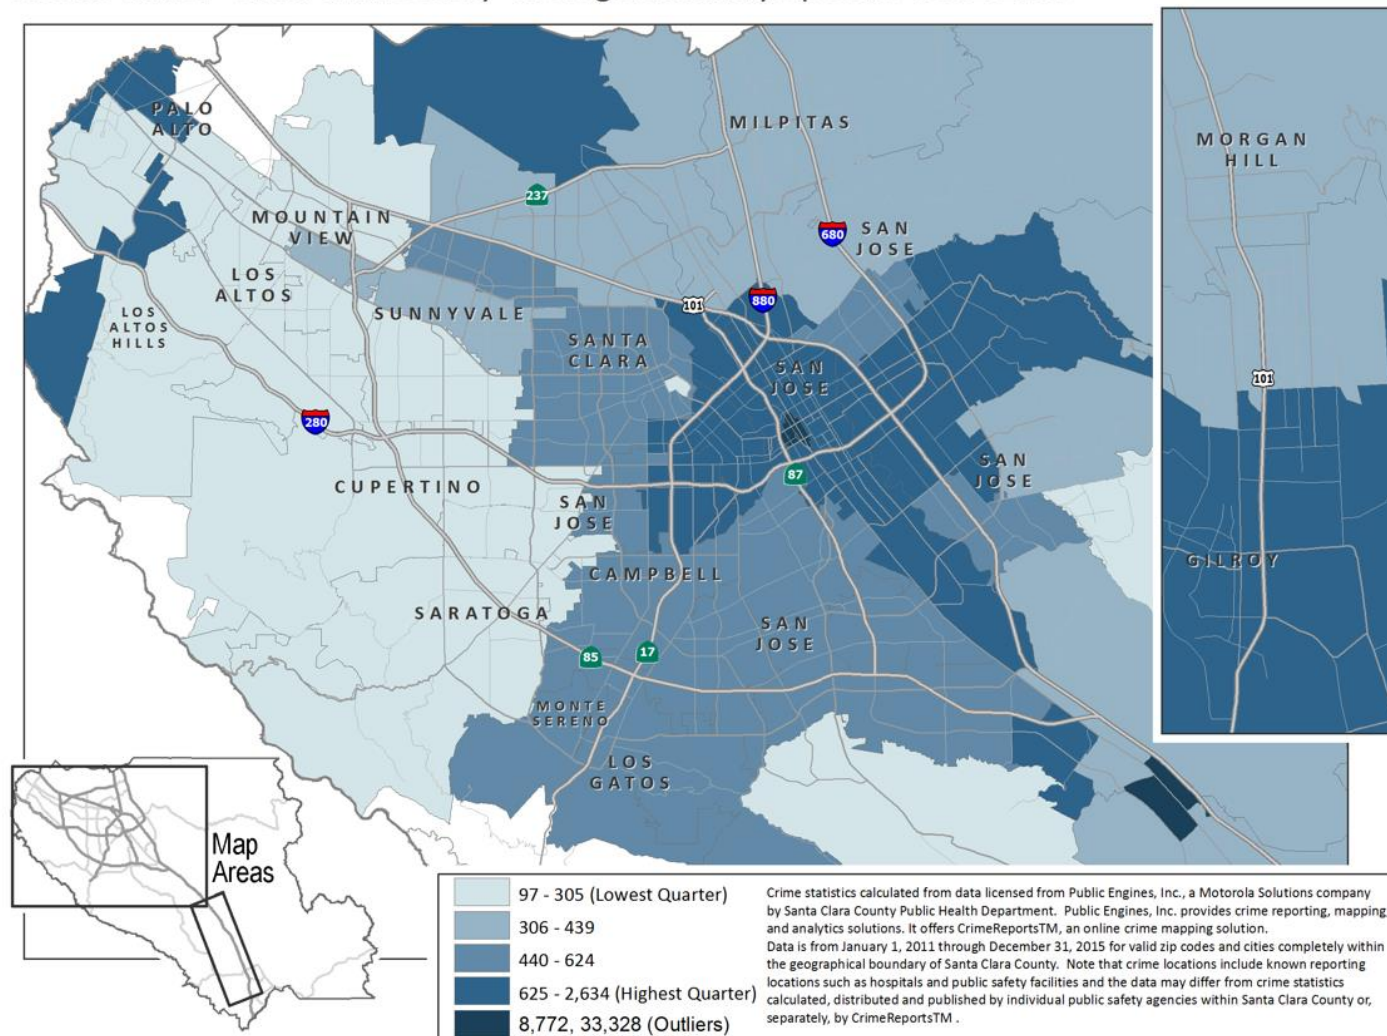 PALO
ALTO
MOUNTAIN
VIEW
LOS
ALTOS
LOS
ALTOS
HILLS
SUNNYVALE
237
MILPITAS
680
SAN
JOSE
101
880
SANTA
CLARA
SAN
JOSE
280
CUPERTINO
SAN
JOSE
87
SAN
JOSE
CAMPBELL
SARATOGA
SAN
JOSE
85
17
MONTE
SERENO
LOS
GATOS
MORGAN
HILL
101
GILROY
Map
Areas
97 - 305 (Lowest Quarter)
306 - 439
440 - 624
625 - 2,634 (Highest Quarter)
8,772, 33,328 (Outliers)
Crime statistics calculated from data licensed from Public Engines, Inc., a Motorola Solutions company
by Santa Clara County Public Health Department.  Public Engines, Inc. provides crime reporting, mapping,
and analytics solutions. It offers CrimeReportsTM, an online crime mapping solution.
Data is from January 1, 2011 through December 31, 2015 for valid zip codes and cities completely within
the geographical boundary of Santa Clara County.  Note that crime locations include known reporting
locations such as hospitals and public safety facilities and the data may differ from crime statistics
calculated, distributed and published by individual public safety agencies within Santa Clara County or,
separately, by CrimeReportsTM .